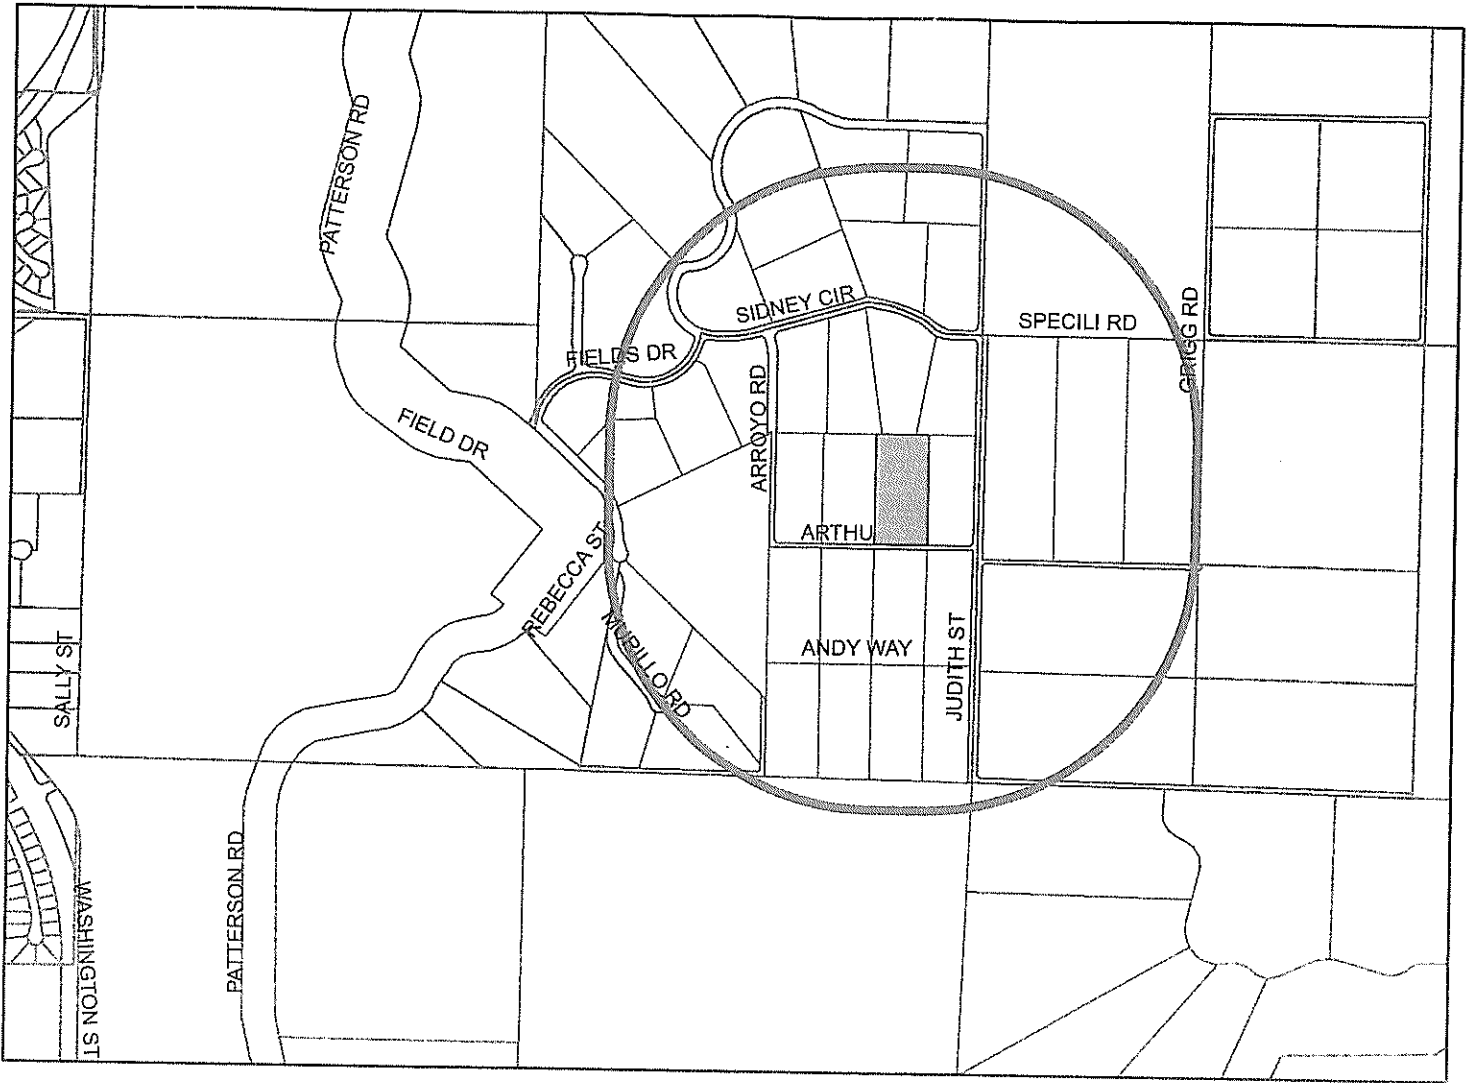 PATTERSON RD
SIDNEY CIR
SPECILI RD
GRIGG RD
FIELDS DR
ARROYO RD
FIELD DR
ARTHU
REBECCA ST
MURILLO RD
ANDY WAY
JUDITH ST
SALLY ST
PATTERSON RD
WASHINGTON ST